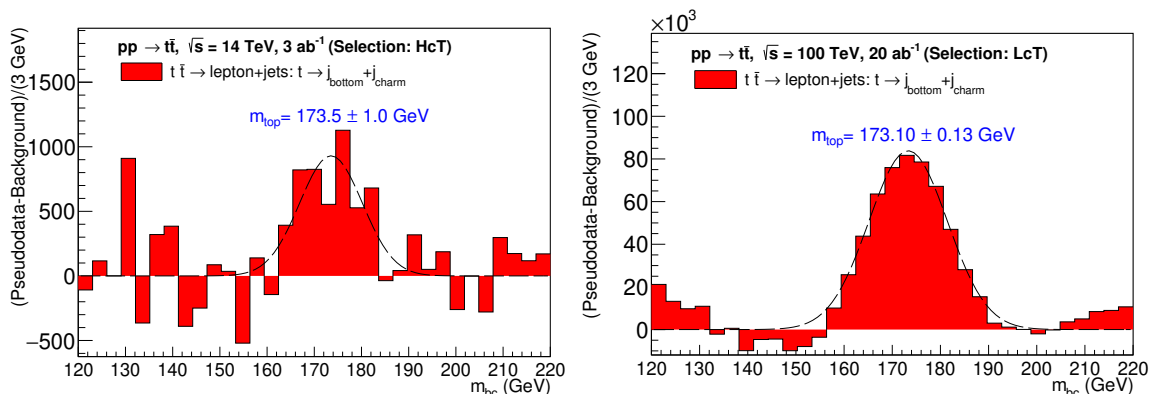 pp → tt̄, √s = 14 TeV, 3 ab⁻¹ (Selection: HcT)
t t̄ → lepton+jets: t → j_bottom+j_charm
m_top= 173.5 ± 1.0 GeV
(Pseudodata-Background)/(3 GeV)
1500
1000
500
0
−500
120 130 140 150 160 170 180 190 200 210 220
m_bc (GeV)
×10³
pp → tt̄, √s = 100 TeV, 20 ab⁻¹ (Selection: LcT)
t t̄ → lepton+jets: t → j_bottom+j_charm
m_top= 173.10 ± 0.13 GeV
(Pseudodata-Background)/(3 GeV)
120
100
80
60
40
20
0
120 130 140 150 160 170 180 190 200 210 220
m_bc (GeV)